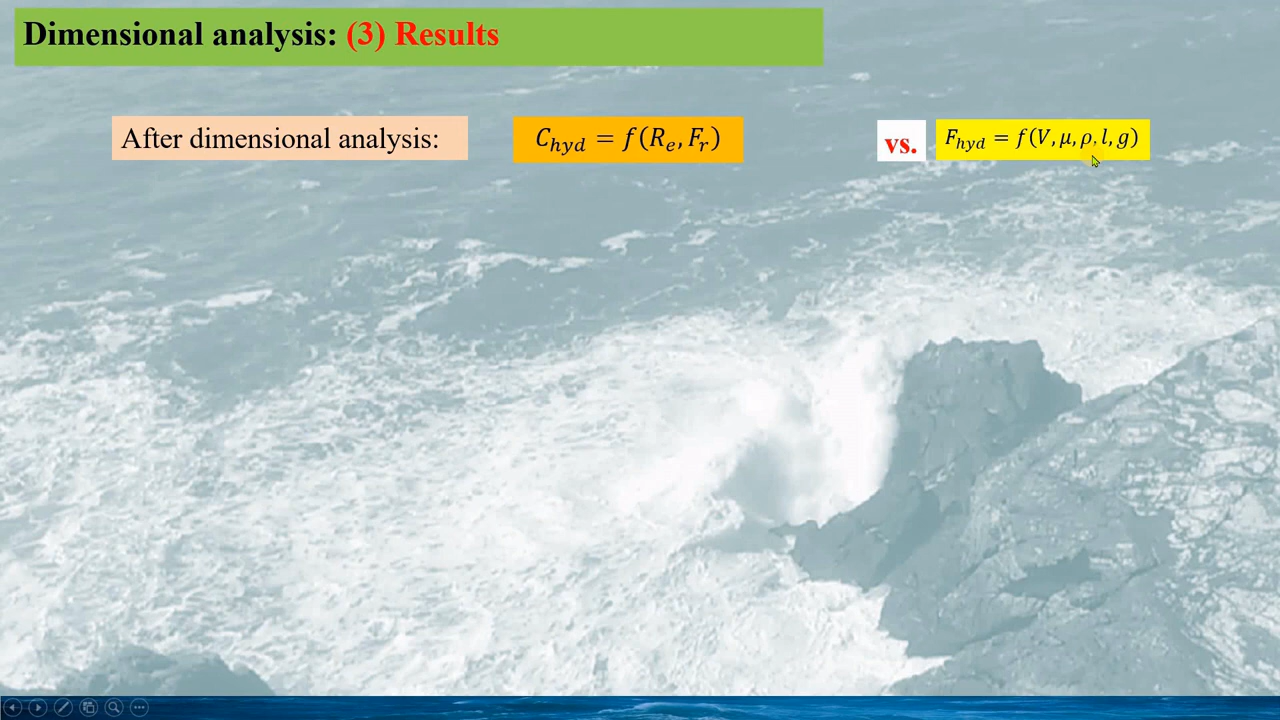 Dimensional analysis: (3) Results
After dimensional analysis: C_hyd = f(R_e, F_r) vs. F_hyd = f(V, μ, ρ, l, g)